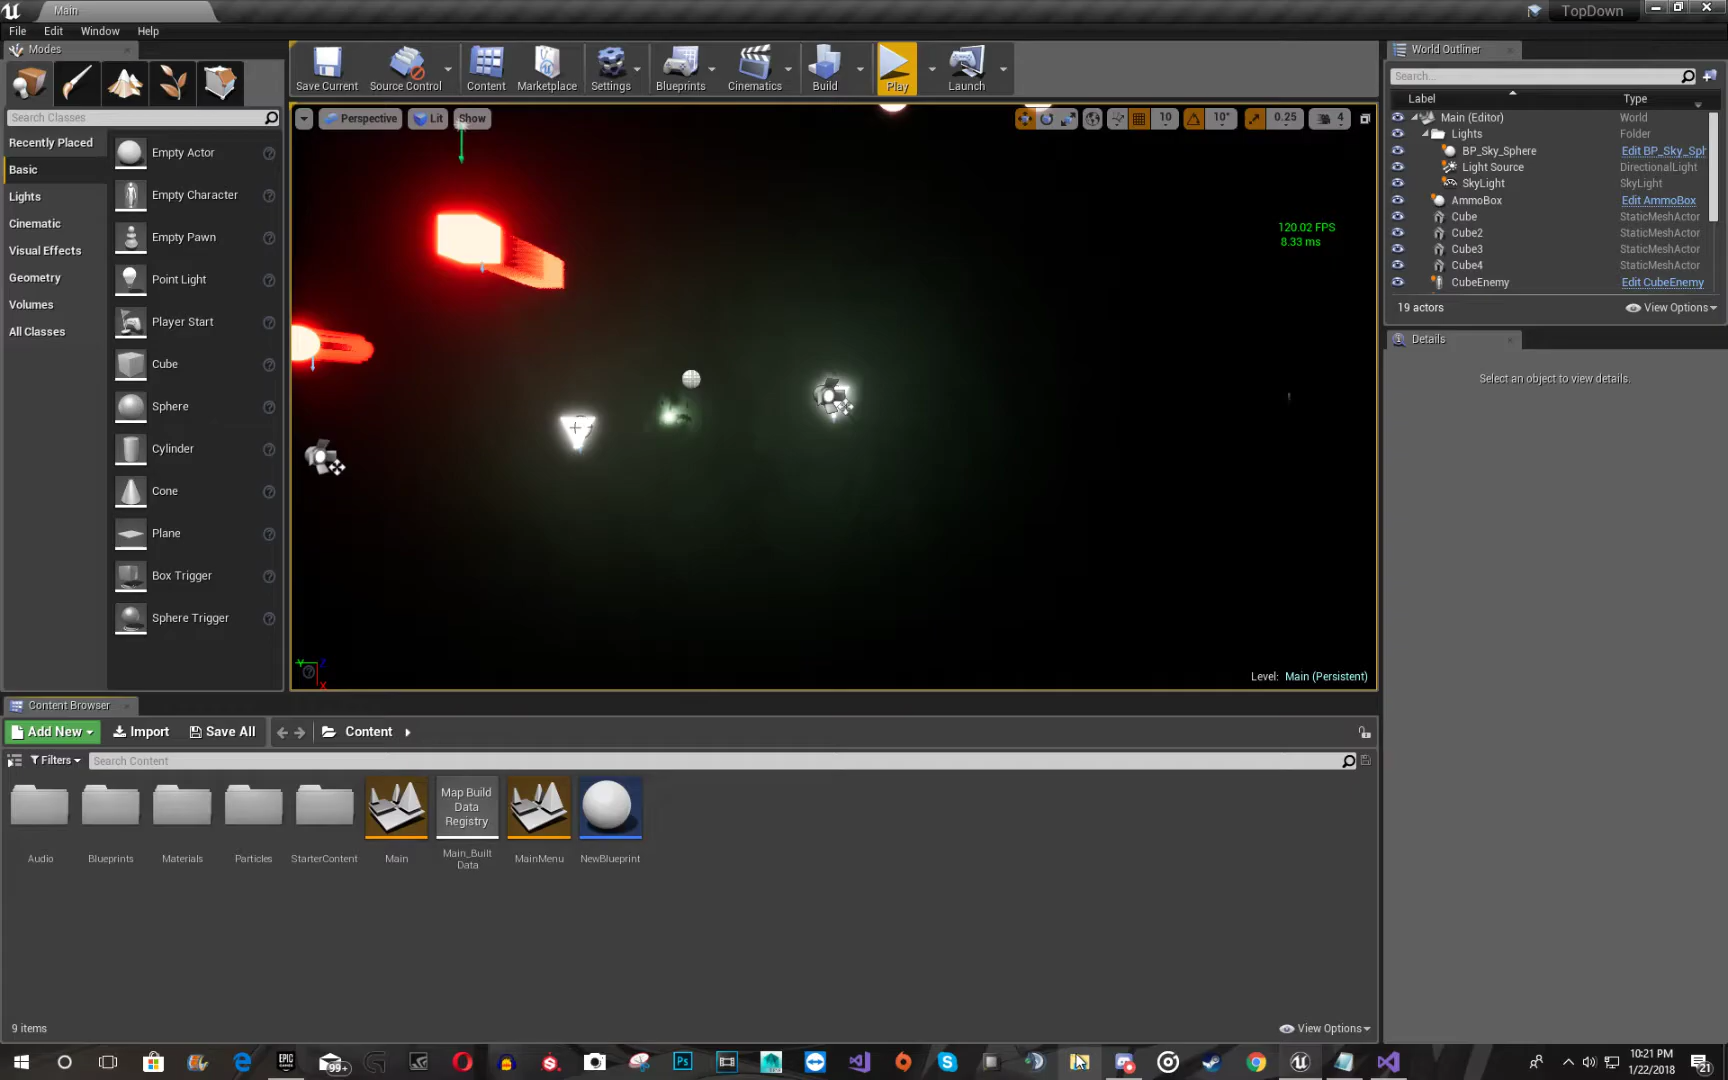 Main
TopDown
File Edit Window Help
Modes
Search Classes
Recently Placed
Basic
Lights
Cinematic
Visual Effects
Geometry
Volumes
All Classes
Empty Actor
Empty Character
Empty Pawn
Point Light
Player Start
Cube
Sphere
Cylinder
Cone
Plane
Box Trigger
Sphere Trigger
Save Current Source Control Content Marketplace Settings Blueprints Cinematics Build Play Launch
Perspective Lit Show
10 10° 0.25 4
120.02 FPS
8.33 ms
Level: Main (Persistent)
World Outliner
Search...
Label Type
Main (Editor) World
Lights Folder
BP_Sky_Sphere Edit BP_Sky_Sph
Light Source DirectionalLight
SkyLight SkyLight
AmmoBox Edit AmmoBox
Cube StaticMeshActor
Cube2 StaticMeshActor
Cube3 StaticMeshActor
Cube4 StaticMeshActor
CubeEnemy Edit CubeEnemy
19 actors View Options
Details
Select an object to view details.
Content Browser
Add New Import Save All Content
Filters Search Content
Map Build
Data
Registry
Audio Blueprints Materials Particles StarterContent Main Main_Built
Data MainMenu NewBlueprint
9 items View Options
EPIC
GAMES
99+
Ps
10:21 PM
1/22/2018
21